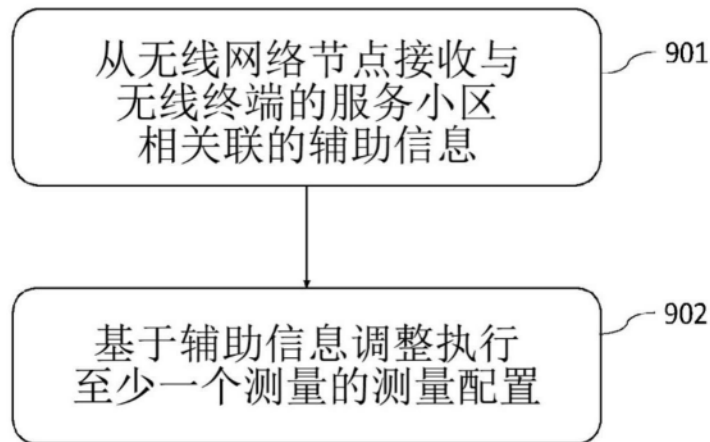 从无线网络节点接收与
无线终端的服务小区
相关联的辅助信息
901
基于辅助信息调整执行
至少一个测量的测量配置
902